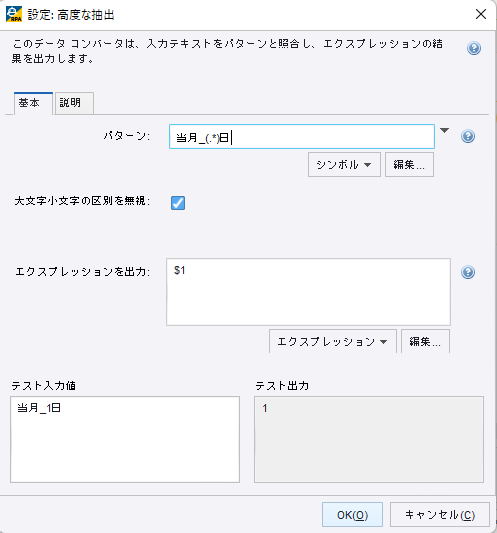 RPA
設定: 高度な抽出
このデータ コンバータは、入力テキストをパターンと照合し、エクスプレッションの結
果を出力します。
基本 説明
パターン: 当月_(.*)日
シンボル 編集...
大文字小文字の区別を無視:
エクスプレッションを出力: $1
エクスプレッション 編集...
テスト入力値 テスト出力
当月_1日 1
OK(O) キャンセル(C)